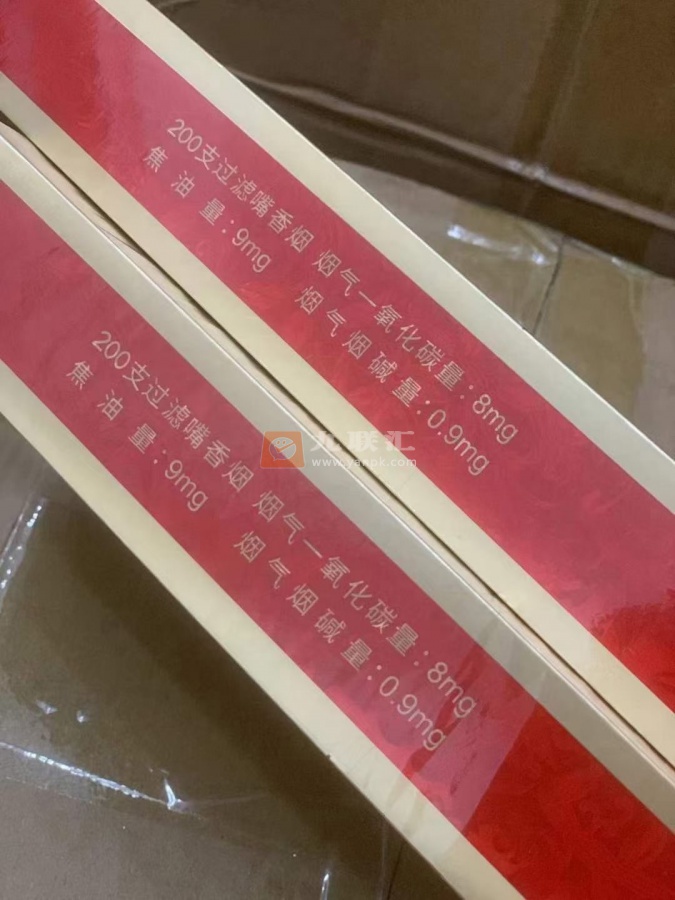 200支过滤嘴香烟 烟气一氧化碳量:8mg
焦油量:9mg 烟气烟碱量:0.9mg
九联汇
www.yanpk.com
200支过滤嘴香烟 烟气一氧化碳量:8mg
焦油量:9mg 烟气烟碱量:0.9mg